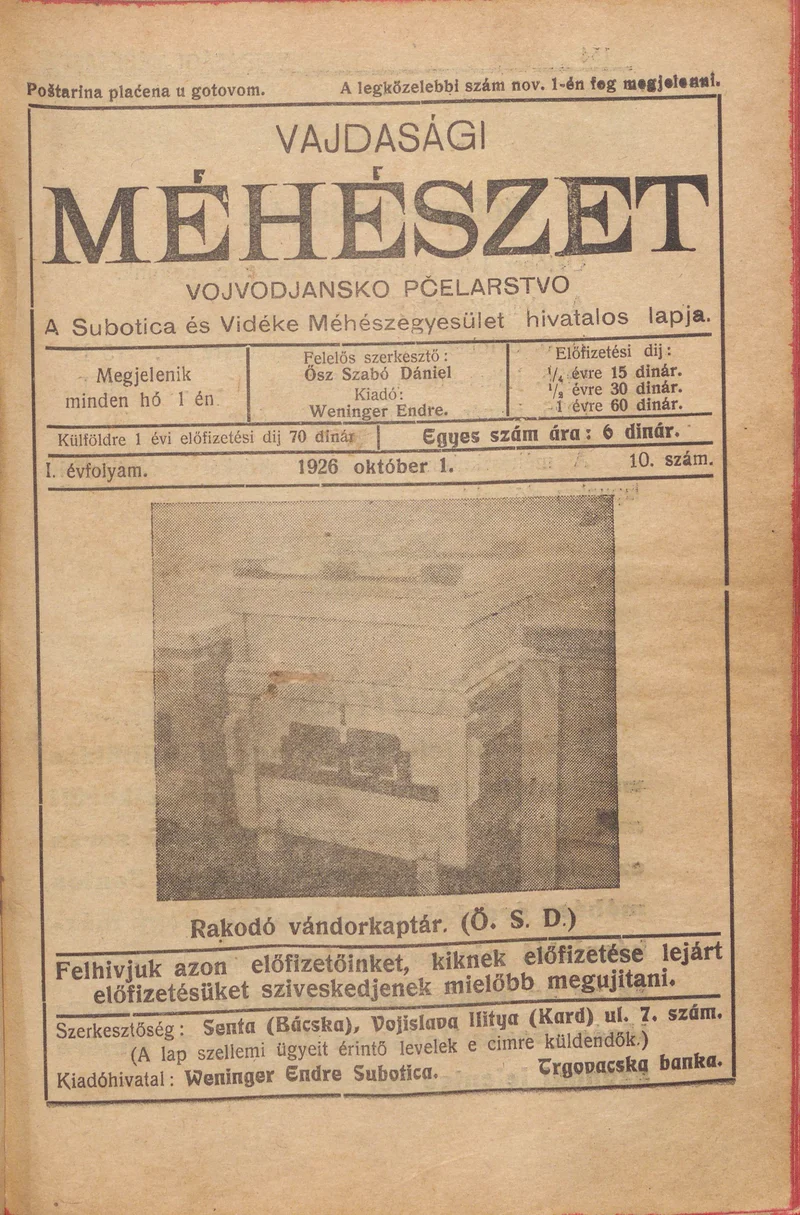 Poštarina plaćena u gotovom. A legközelebbi szám nov. 1-én fog megjelenni.
VAJDASÁGI
MÉHÉSZET
VOJVODJANSKO PČELARSTVO
A Subotica és Vidéke Méhészegyesület hivatalos lapja.
Megjelenik
minden hó 1 én.
Felelős szerkesztő:
Ősz Szabó Dániel
Kiadó:
Weninger Endre.
Előfizetési dij:
1/4 évre 15 dinár.
1/2 évre 30 dinár.
1 évre 60 dinár.
Külföldre 1 évi előfizetési dij 70 dinár
Egyes szám ára: 6 dinár.
I. évfolyam. 1926 október 1. 10. szám.
Rakodó vándorkaptár. (Ő. S. D.)
Felhivjuk azon előfizetőinket, kiknek előfizetése lejárt
előfizetésüket sziveskedjenek mielőbb megujitani.
Szerkesztőség: Senta (Bácska), Vojislava Ilitya (Kard) ul. 7. szám.
(A lap szellemi ügyeit érintő levelek e cimre küldendők.)
Kiadóhivatal: Weninger Endre Subotica. Trgovacska banka.